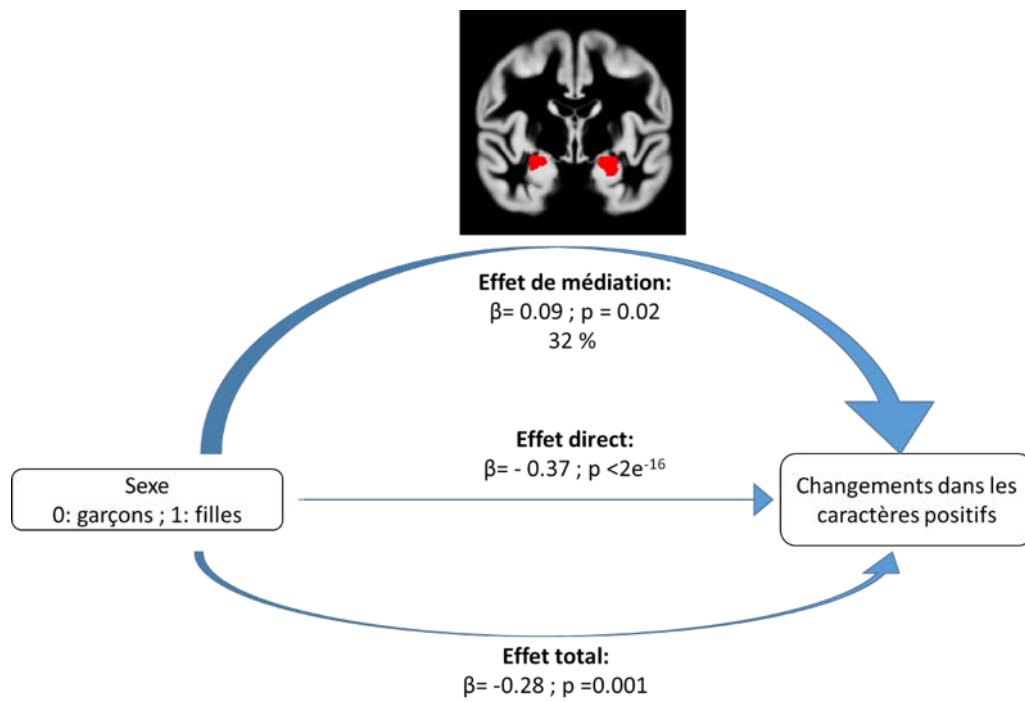 Effet de médiation:
β= 0.09 ; p = 0.02
32 %
Effet direct:
β= - 0.37 ; p <2e-16
Sexe
0: garçons ; 1: filles
Changements dans les
caractères positifs
Effet total:
β= -0.28 ; p =0.001